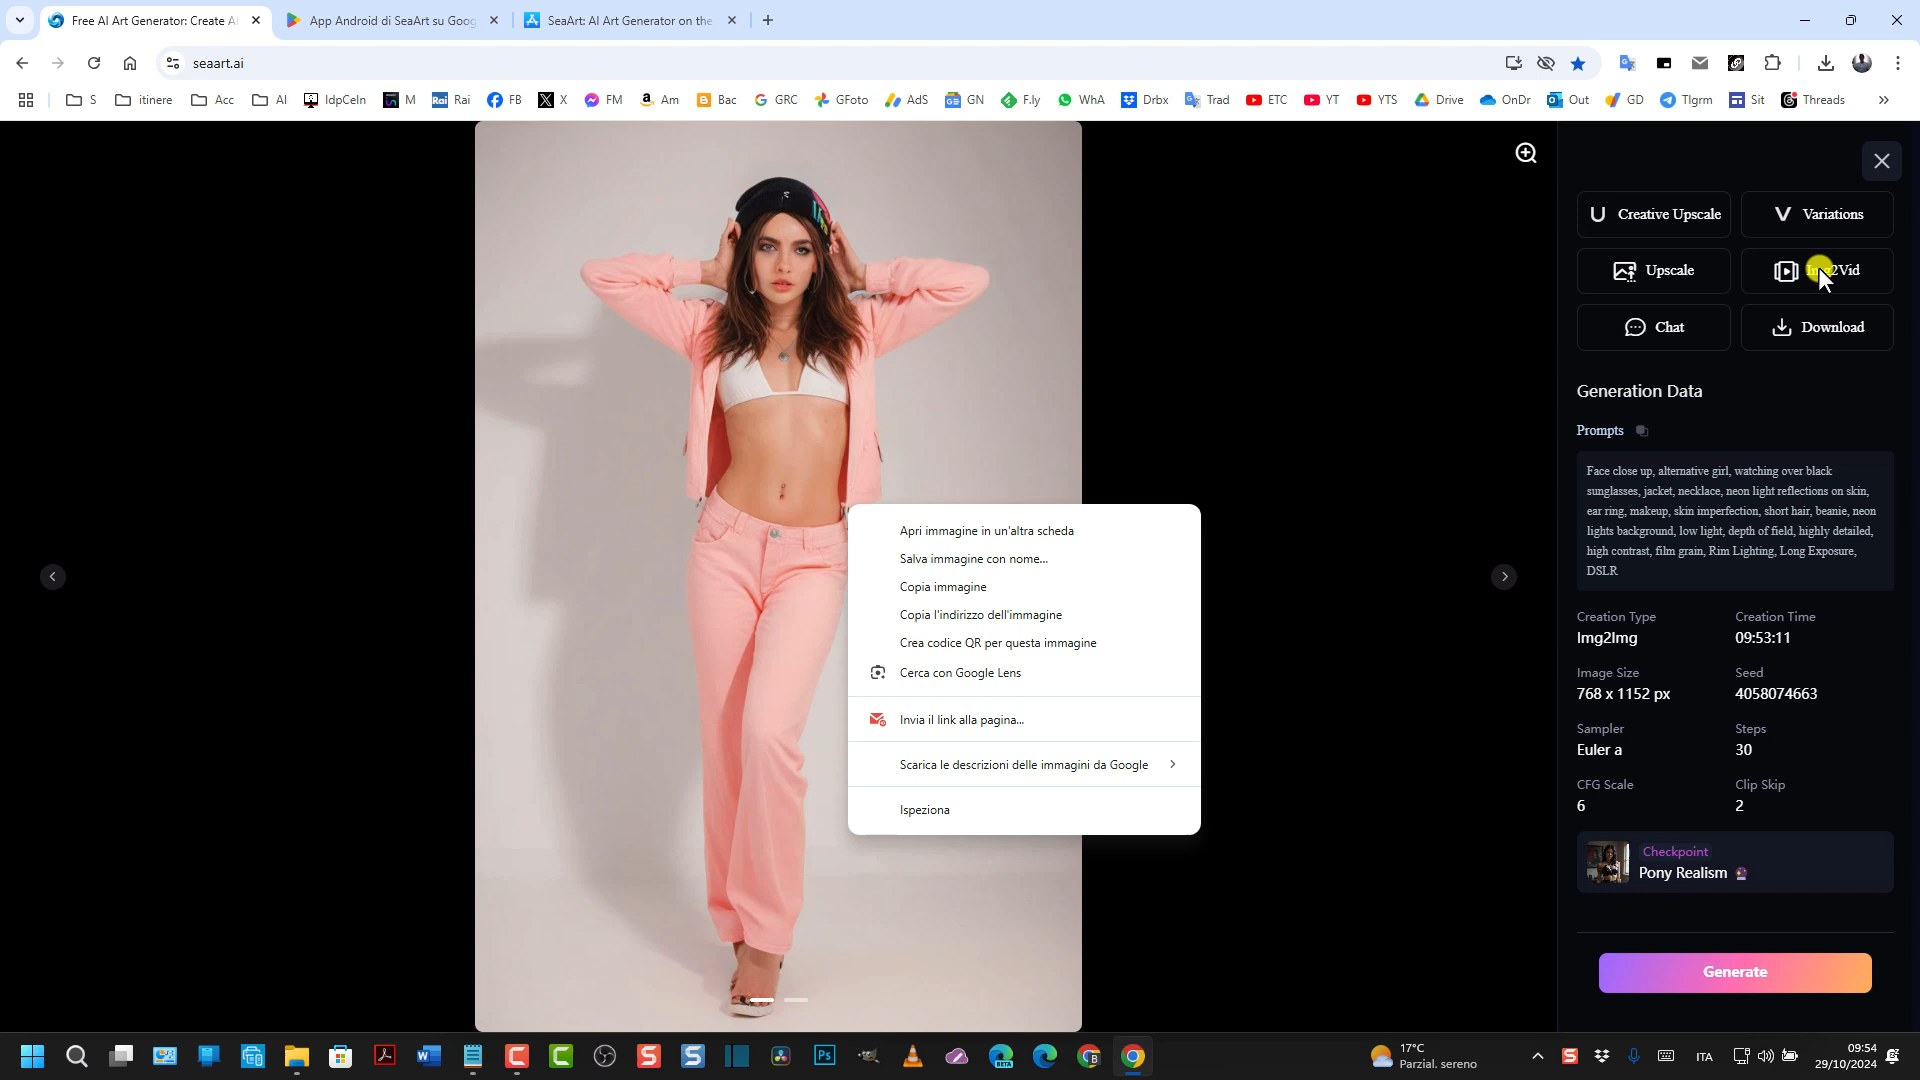 Free AI Art Generator: Create A
App Android di SeaArt su Goog
SeaArt: AI Art Generator on the
seaart.ai
S
itinere
Acc
AI
IdpCeIn
M
Rai
FB
X
FM
Am
Bac
GRC
GFoto
AdS
GN
F.ly
WhA
Drbx
Trad
ETC
YT
YTS
Drive
OnDr
Out
GD
Tlgrm
Sit
Threads
Creative Upscale
Variations
Upscale
Img2Vid
Chat
Download
Generation Data
Prompts
Face close up, alternative girl, watching over black
sunglasses, jacket, necklace, neon light reflections on skin,
ear ring, makeup, skin imperfection, short hair, beanie, neon
lights background, low light, depth of field, highly detailed,
high contrast, film grain, Rim Lighting, Long Exposure,
DSLR
Creation Type
Creation Time
Img2Img
09:53:11
Image Size
Seed
768 x 1152 px
4058074663
Sampler
Steps
Euler a
30
CFG Scale
Clip Skip
6
2
Checkpoint
Pony Realism
Generate
Apri immagine in un'altra scheda
Salva immagine con nome...
Copia immagine
Copia l'indirizzo dell'immagine
Crea codice QR per questa immagine
Cerca con Google Lens
Invia il link alla pagina...
Scarica le descrizioni delle immagini da Google
Ispeziona
17°C
Parzial. sereno
ITA
09:54
29/10/2024